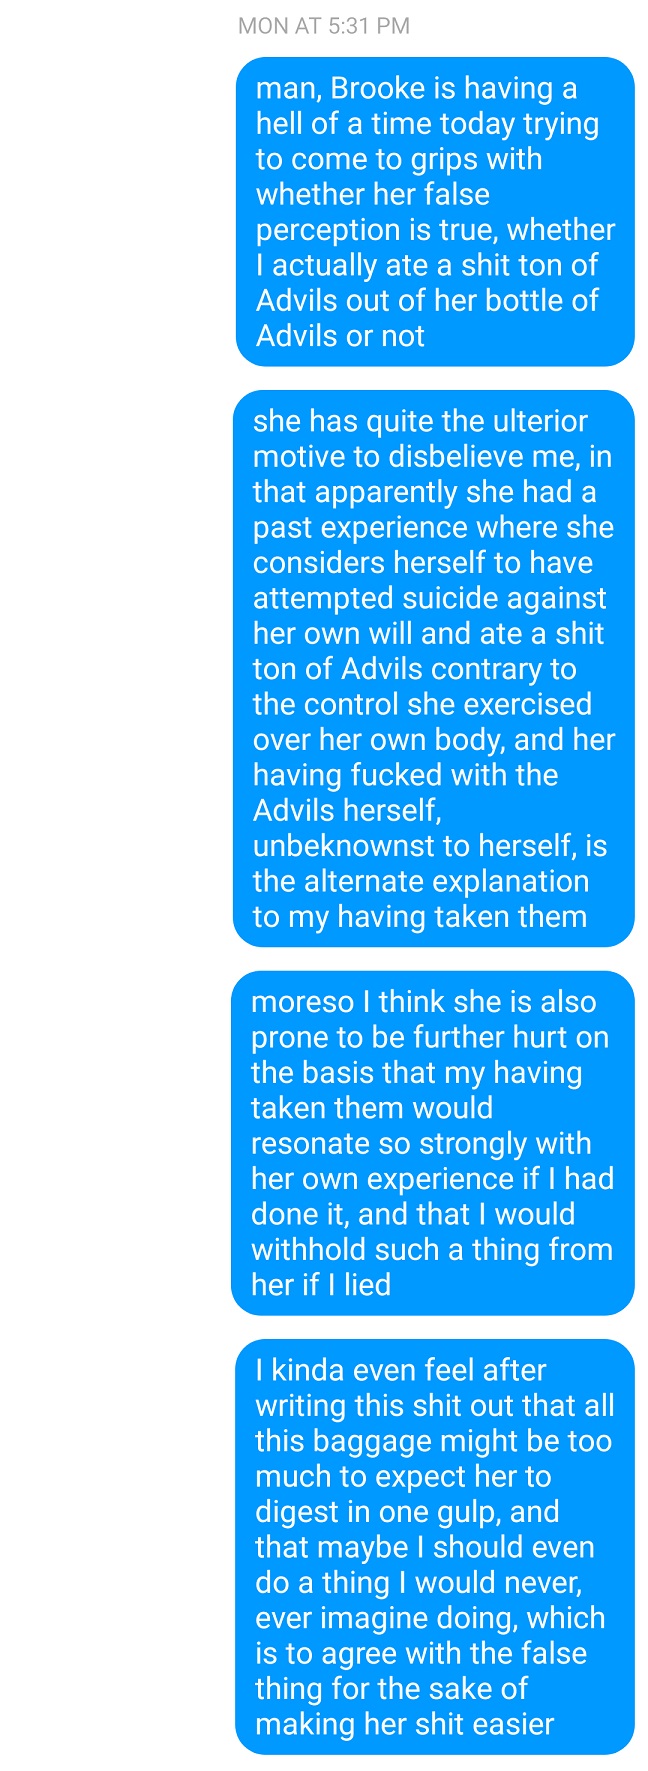 MON AT 5:31 PM
man, Brooke is having a
hell of a time today trying
to come to grips with
whether her false
perception is true, whether
I actually ate a shit ton of
Advils out of her bottle of
Advils or not
she has quite the ulterior
motive to disbelieve me, in
that apparently she had a
past experience where she
considers herself to have
attempted suicide against
her own will and ate a shit
ton of Advils contrary to
the control she exercised
over her own body, and her
having fucked with the
Advils herself,
unbeknownst to herself, is
the alternate explanation
to my having taken them
moreso I think she is also
prone to be further hurt on
the basis that my having
taken them would
resonate so strongly with
her own experience if I had
done it, and that I would
withhold such a thing from
her if I lied
I kinda even feel after
writing this shit out that all
this baggage might be too
much to expect her to
digest in one gulp, and
that maybe I should even
do a thing I would never,
ever imagine doing, which
is to agree with the false
thing for the sake of
making her shit easier